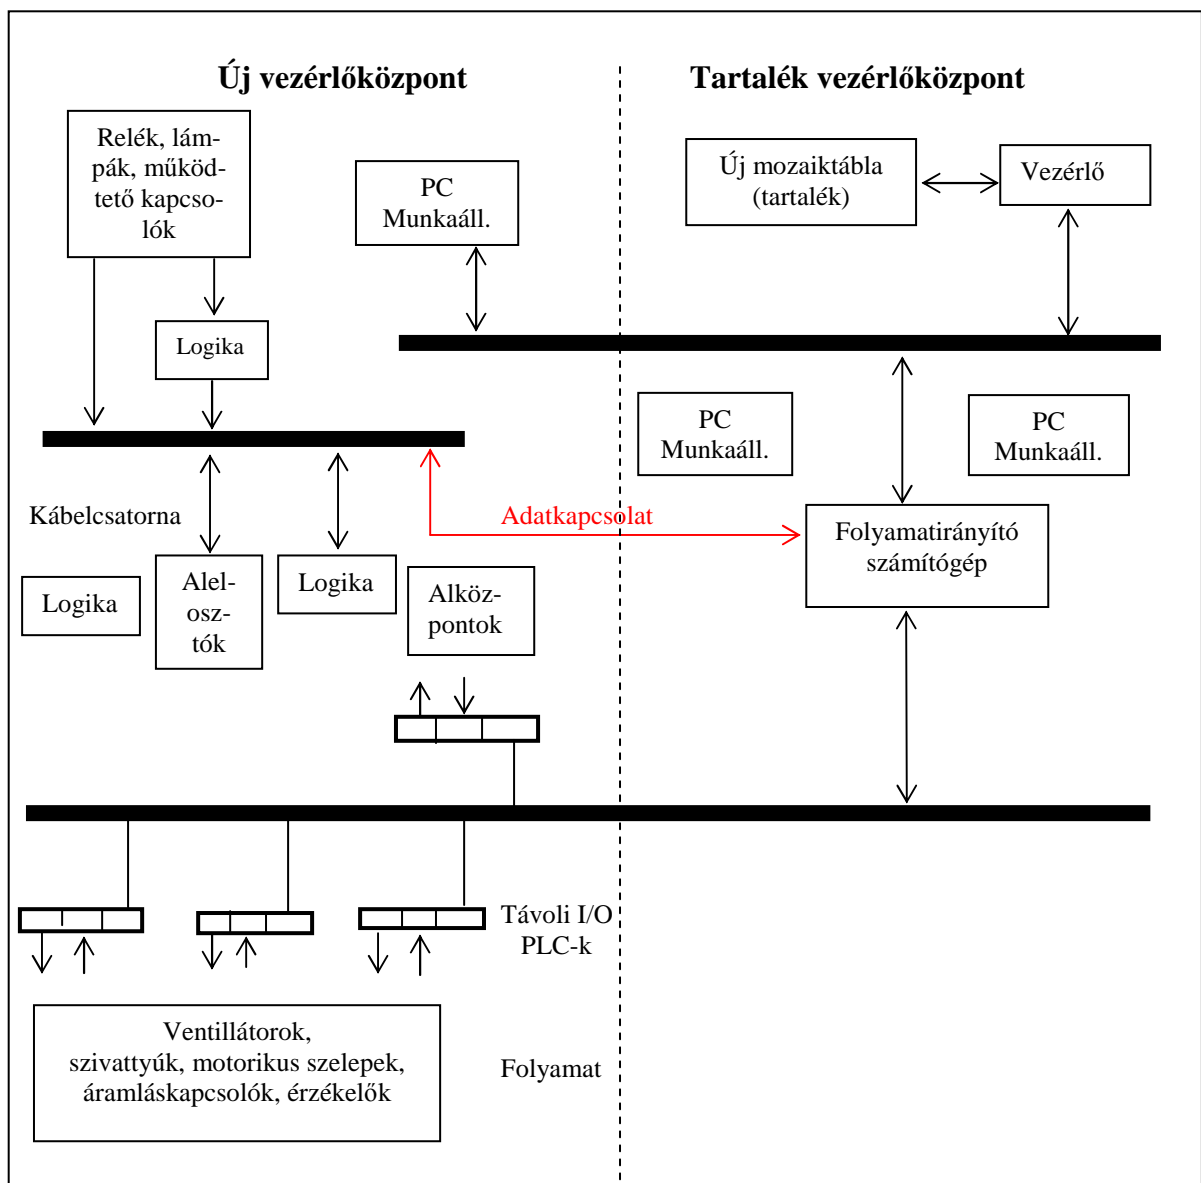 Új vezérlőközpont
Tartalék vezérlőközpont
Relék, lám-
pák, működ-
tető kapcso-
lók
PC
Munkaáll.
Új mozaiktábla
(tartalék)
Vezérlő
Logika
PC
Munkaáll.
PC
Munkaáll.
Kábelcsatorna
Adatkapcsolat
Folyamatirányító
számítógép
Logika
Alel-
osz-
tók
Logika
Alköz-
pontok
Távoli I/O
PLC-k
Ventillátorok,
szivattyúk, motorikus szelepek,
áramláskapcsolók, érzékelők
Folyamat